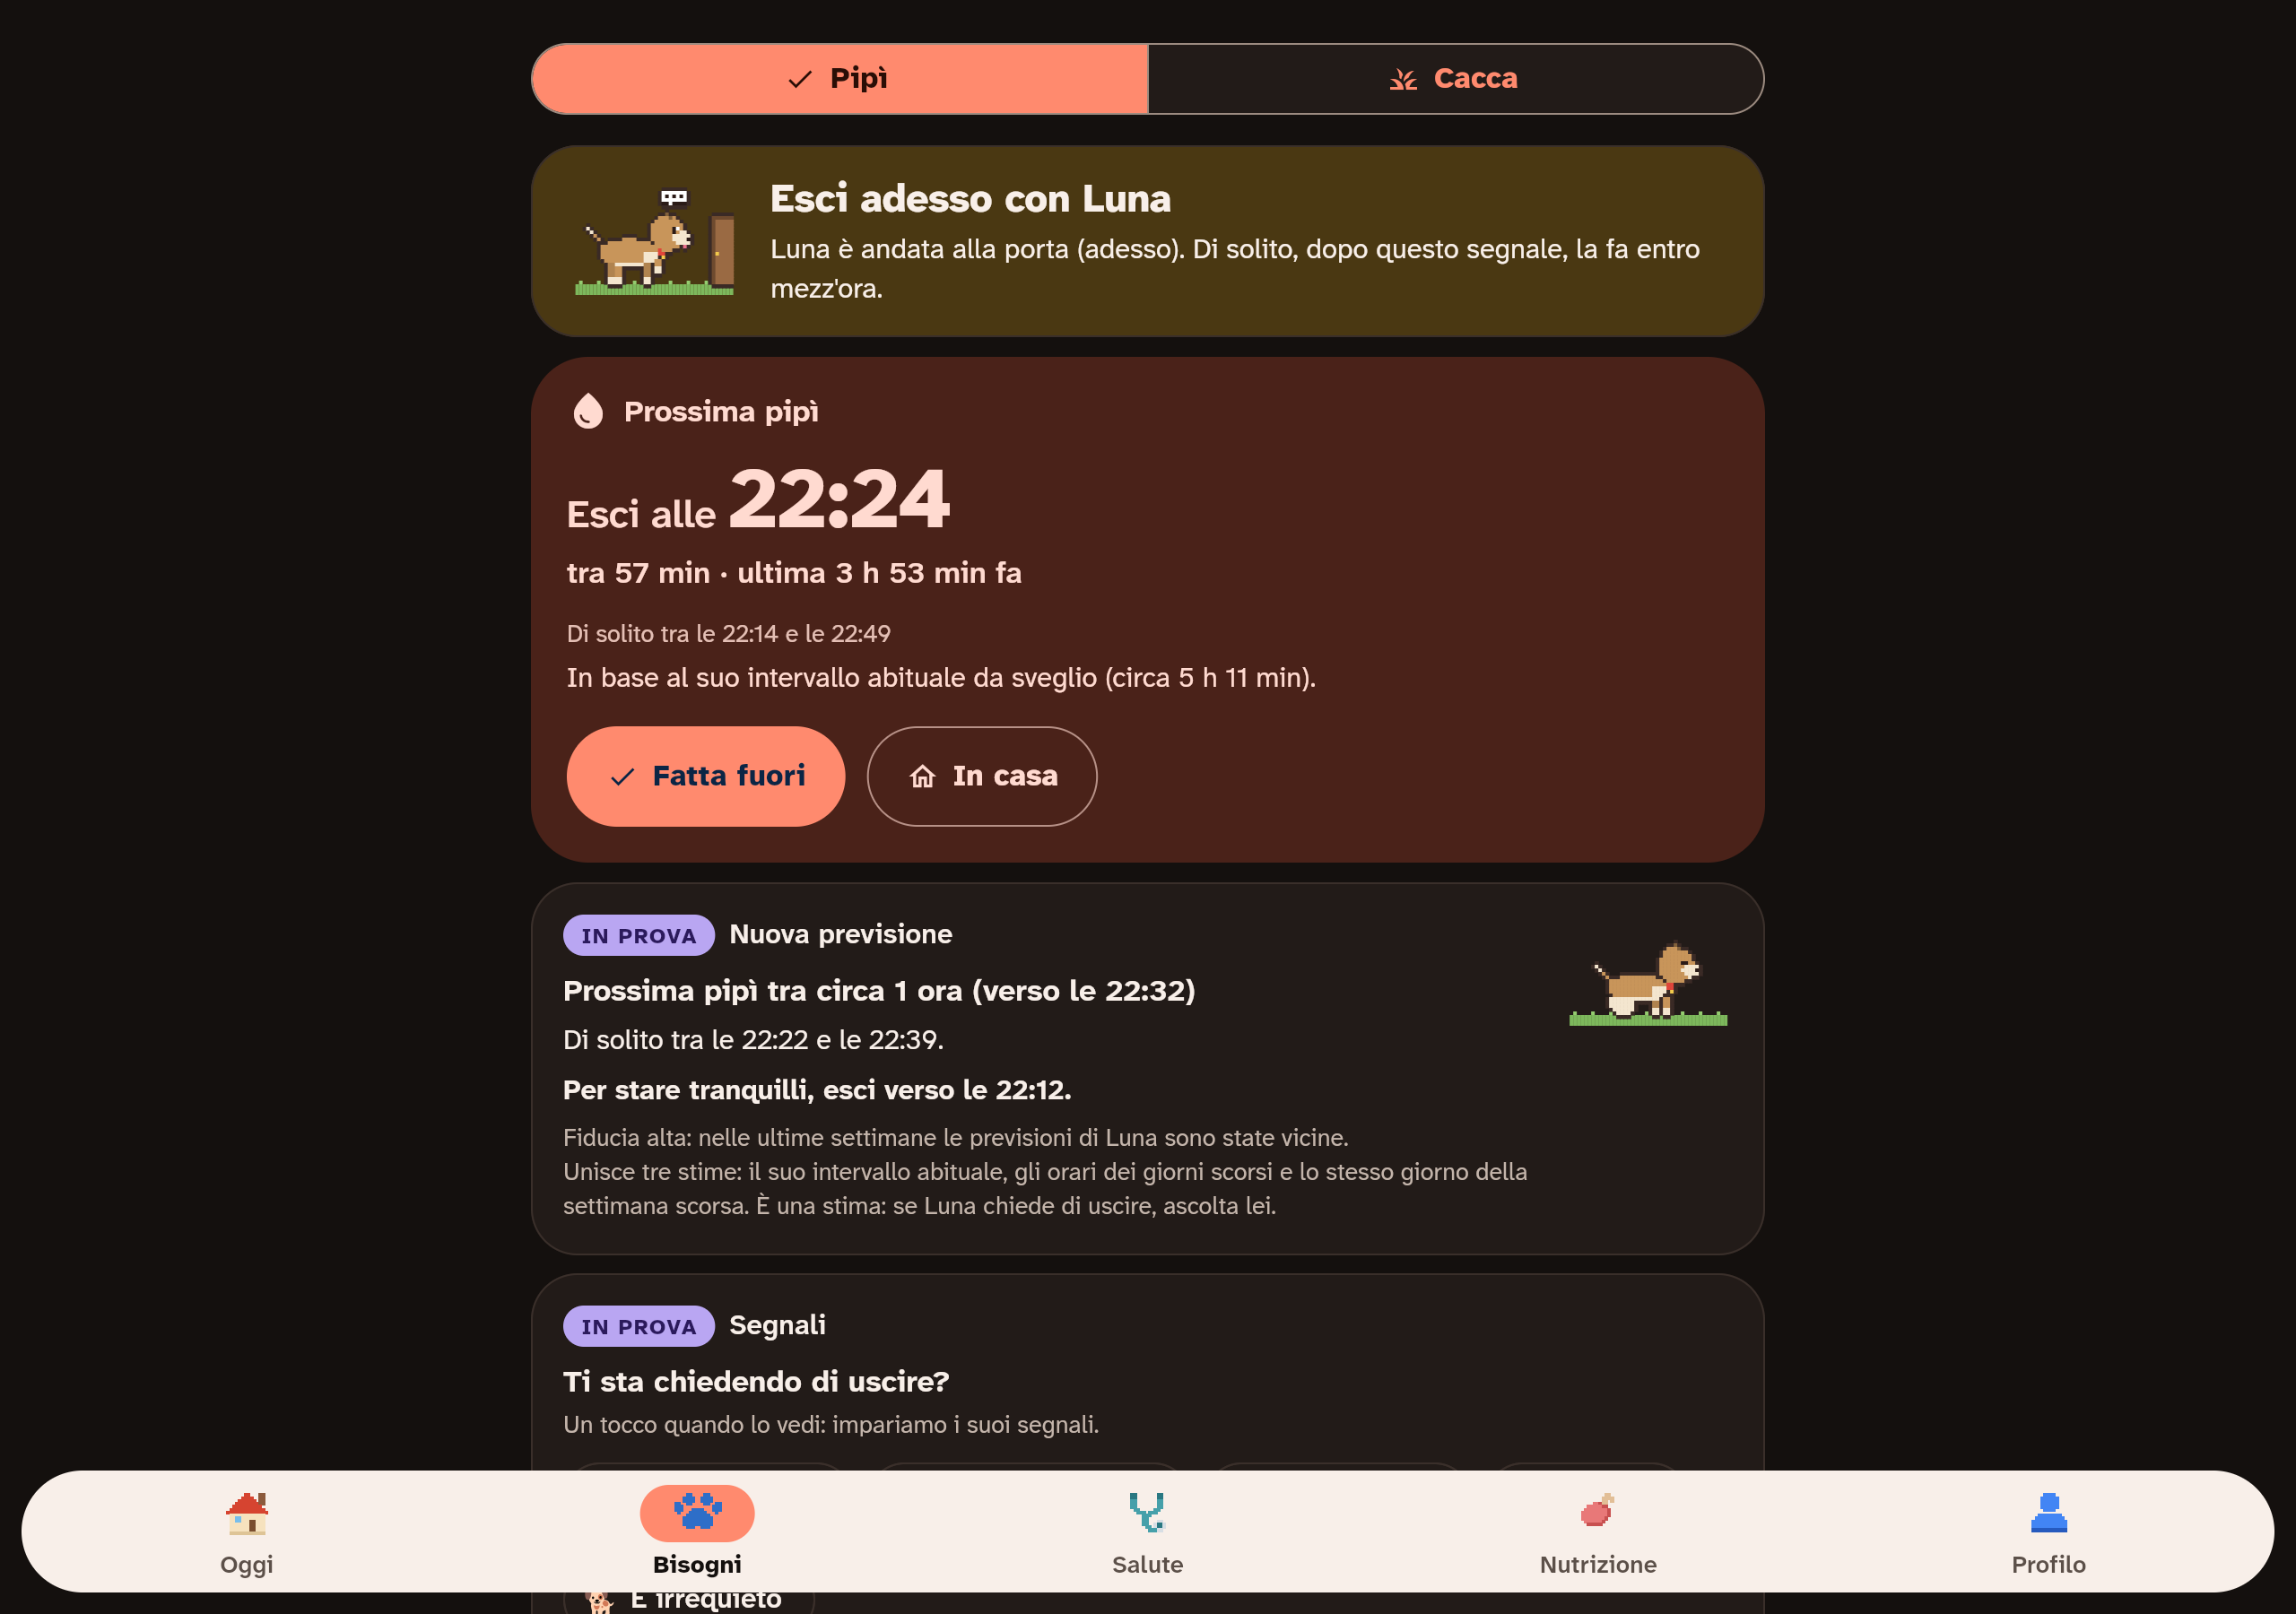 Pipì
Cacca
Esci adesso con Luna
Luna è andata alla porta (adesso). Di solito, dopo questo segnale, la fa entro
mezz'ora.
Prossima pipì
Esci alle 22:24
tra 57 min · ultima 3 h 53 min fa
Di solito tra le 22:14 e le 22:49
In base al suo intervallo abituale da sveglio (circa 5 h 11 min).
Fatta fuori
In casa
IN PROVA Nuova previsione
Prossima pipì tra circa 1 ora (verso le 22:32)
Di solito tra le 22:22 e le 22:39.
Per stare tranquilli, esci verso le 22:12.
Fiducia alta: nelle ultime settimane le previsioni di Luna sono state vicine.
Unisce tre stime: il suo intervallo abituale, gli orari dei giorni scorsi e lo stesso giorno della
settimana scorsa. È una stima: se Luna chiede di uscire, ascolta lei.
IN PROVA Segnali
Ti sta chiedendo di uscire?
Un tocco quando lo vedi: impariamo i suoi segnali.
È irrequieto
Oggi
Bisogni
Salute
Nutrizione
Profilo